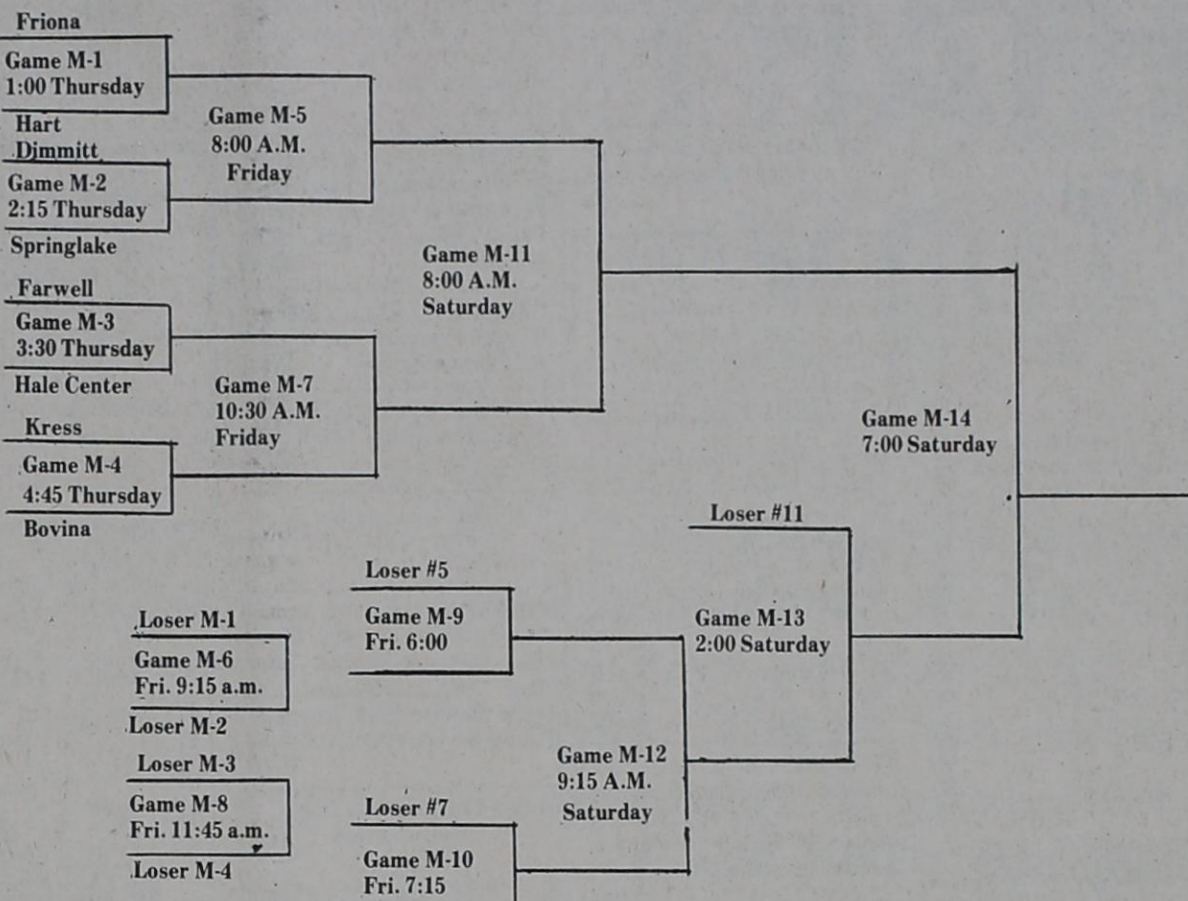 Friona
Game M-1
1:00 Thursday
Hart
Dimmitt
Game M-2
2:15 Thursday
Springlake
Farwell
Game M-3
3:30 Thursday
Hale Center
Kress
Game M-4
4:45 Thursday
Bovina
Game M-5
8:00 A.M.
Friday
Game M-7
10:30 A.M.
Friday
Game M-11
8:00 A.M.
Saturday
Game M-14
7:00 Saturday
Loser #11
Game M-13
2:00 Saturday
Loser #5
Game M-9
Fri. 6:00
Loser M-1
Game M-6
Fri. 9:15 a.m.
Loser M-2
Loser M-3
Game M-8
Fri. 11:45 a.m.
Loser M-4
Game M-12
9:15 A.M.
Saturday
Loser #7
Game M-10
Fri. 7:15